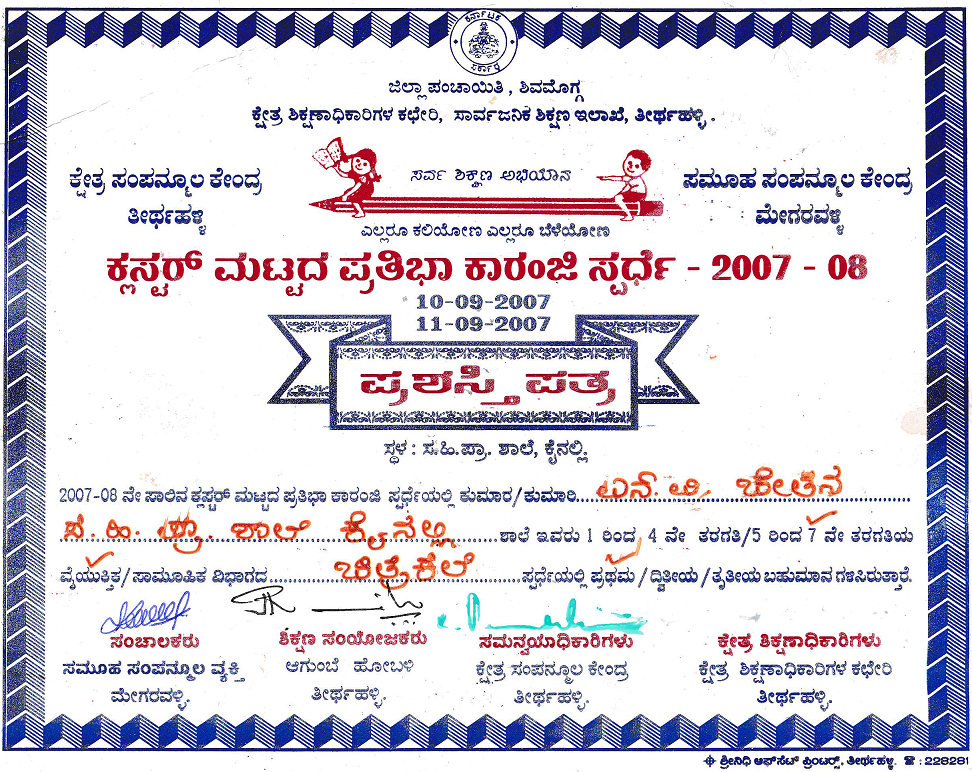 ಕರ್ನಾಟಕ
ಸರ್ಕಾರ
ಜಿಲ್ಲಾ ಪಂಚಾಯಿತಿ, ಶಿವಮೊಗ್ಗ
ಕ್ಷೇತ್ರ ಶಿಕ್ಷಣಾಧಿಕಾರಿಗಳ ಕಛೇರಿ, ಸಾರ್ವಜನಿಕ ಶಿಕ್ಷಣ ಇಲಾಖೆ, ತೀರ್ಥಹಳ್ಳಿ.
ಕ್ಷೇತ್ರ ಸಂಪನ್ಮೂಲ ಕೇಂದ್ರ
ತೀರ್ಥಹಳ್ಳಿ
ಸರ್ವ ಶಿಕ್ಷಣ ಅಭಿಯಾನ
ಸಮೂಹ ಸಂಪನ್ಮೂಲ ಕೇಂದ್ರ
ಮೇಗರವಳ್ಳಿ
ಎಲ್ಲರೂ ಕಲಿಯೋಣ ಎಲ್ಲರೂ ಬೆಳೆಯೋಣ
ಕ್ಲಸ್ಟರ್ ಮಟ್ಟದ ಪ್ರತಿಭಾ ಕಾರಂಜಿ ಸ್ಪರ್ಧೆ - 2007 - 08
10-09-2007
11-09-2007
ಪ್ರಶಸ್ತಿ ಪತ್ರ
ಸ್ಥಳ : ಸ.ಹಿ.ಪ್ರಾ. ಶಾಲೆ, ಕೈನಲ್ಲಿ.
2007-08 ನೇ ಸಾಲಿನ ಕ್ಲಸ್ಟರ್ ಮಟ್ಟದ ಪ್ರತಿಭಾ ಕಾರಂಜಿ ಸ್ಪರ್ಧೆಯಲ್ಲಿ ಕುಮಾರ/ಕುಮಾರಿ ಎನ್. ಚೇತನ
ಸ. ಹಿ. ಪ್ರಾ. ಶಾಲೆ ಕೈನಲ್ಲಿ ಶಾಲೆ ಇವರು 1 ರಿಂದ 4 ನೇ ತರಗತಿ/5 ರಿಂದ 7 ನೇ ತರಗತಿಯ
ವೈಯುಕ್ತಿಕ/ಸಾಮೂಹಿಕ ವಿಭಾಗದ ಚಿತ್ರಕಲೆ ಸ್ಪರ್ಧೆಯಲ್ಲಿ ಪ್ರಥಮ/ದ್ವಿತೀಯ/ತೃತೀಯ ಬಹುಮಾನ ಗಳಿಸಿರುತ್ತಾರೆ.
ಸಂಚಾಲಕರು
ಸಮೂಹ ಸಂಪನ್ಮೂಲ ವ್ಯಕ್ತಿ
ಮೇಗರವಳ್ಳಿ.
ಶಿಕ್ಷಣ ಸಂಯೋಜಕರು
ಆಗುಂಬೆ ಹೋಬಳಿ
ತೀರ್ಥಹಳ್ಳಿ.
ಸಮನ್ವಯಾಧಿಕಾರಿಗಳು
ಕ್ಷೇತ್ರ ಸಂಪನ್ಮೂಲ ಕೇಂದ್ರ
ತೀರ್ಥಹಳ್ಳಿ.
ಕ್ಷೇತ್ರ ಶಿಕ್ಷಣಾಧಿಕಾರಿಗಳು
ಕ್ಷೇತ್ರ ಶಿಕ್ಷಣಾಧಿಕಾರಿಗಳ ಕಛೇರಿ
ತೀರ್ಥಹಳ್ಳಿ.
ಶ್ರೀನಿಧಿ ಆಫ್‌ಸೆಟ್ ಪ್ರಿಂಟರ್ಸ್, ತೀರ್ಥಹಳ್ಳಿ. ☎ : 228281